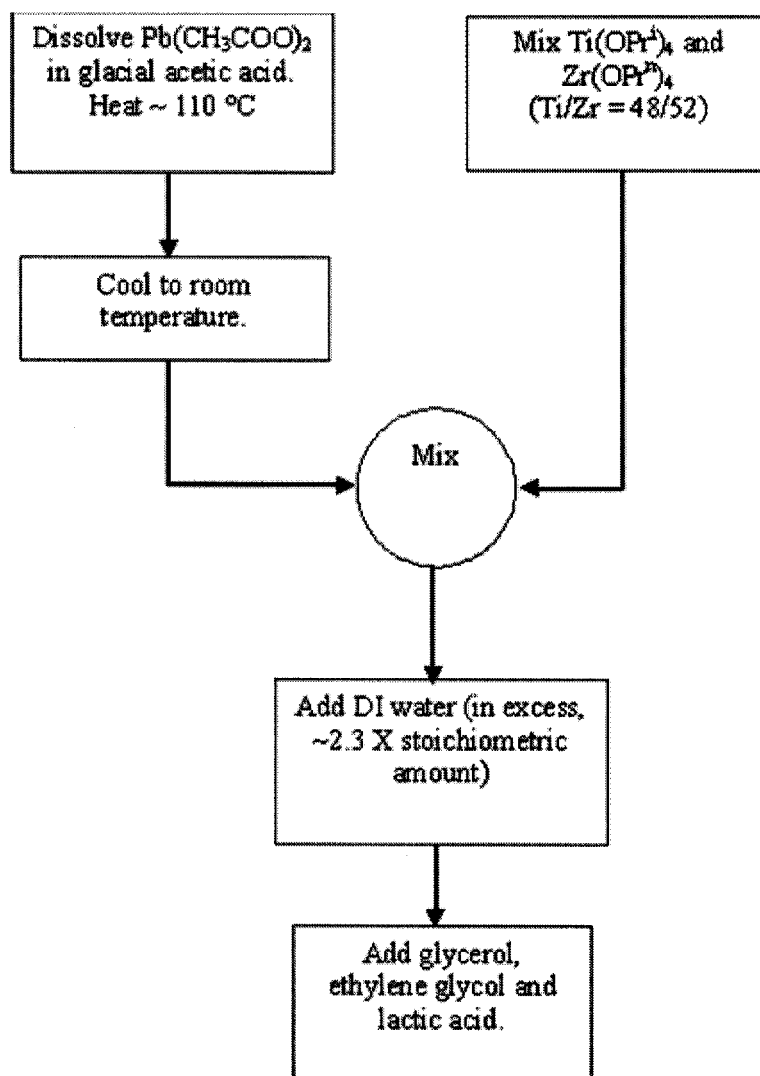 Dissolve Pb(CH₃COO)₂
in glacial acetic acid.
Heat ~ 110 °C
Mix Ti(OPrⁱ)₄ and
Zr(OPrⁿ)₄
(Ti/Zr = 48/52)
Cool to room
temperature.
Mix
Add DI water (in excess,
~2.3 X stoichiometric
amount)
Add glycerol,
ethylene glycol and
lactic acid.